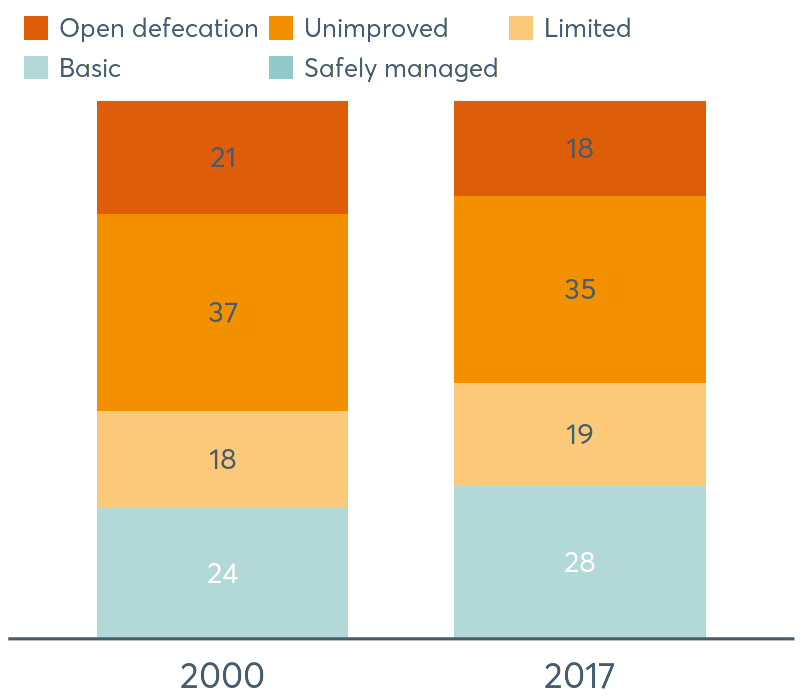 Open defecation Unimproved Limited
Basic Safely managed
21 18
37 35
18 19
24 28
2000 2017